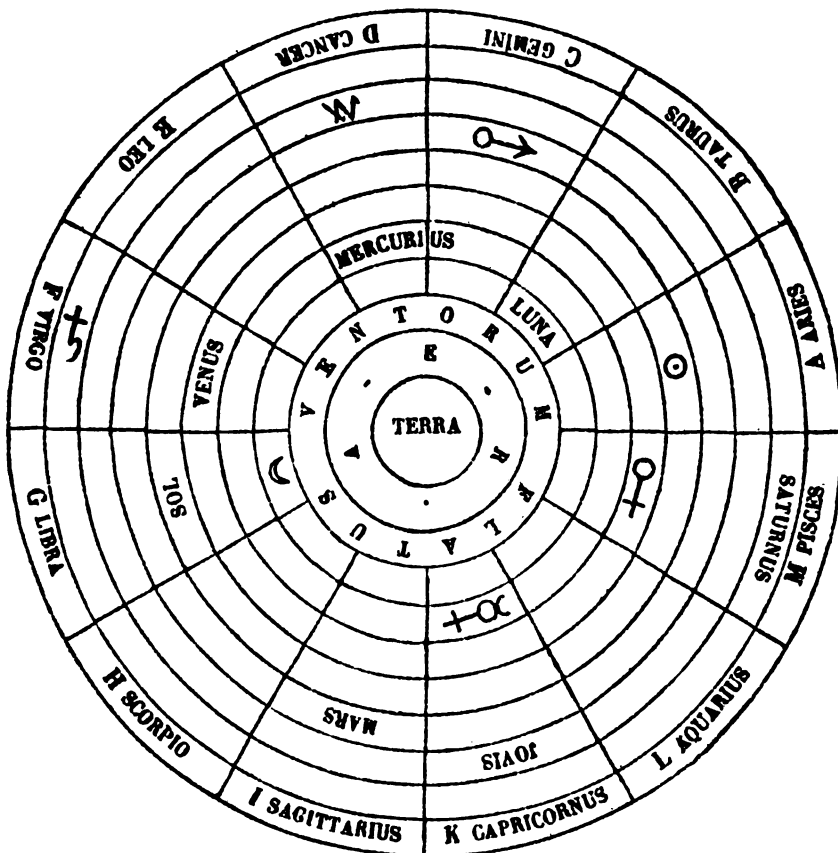 A ARIES
B TAURUS
C GEMINI
D CANCER
E LEO
F VIRGO
G LIBRA
H SCORPIO
I SAGITTARIUS
K CAPRICORNUS
L AQUARIUS
M PISCES
SATURNUS
JOVIS
MARS
SOL
VENUS
MERCURIUS
LUNA
VENTORUM FLATUS
A E R
TERRA